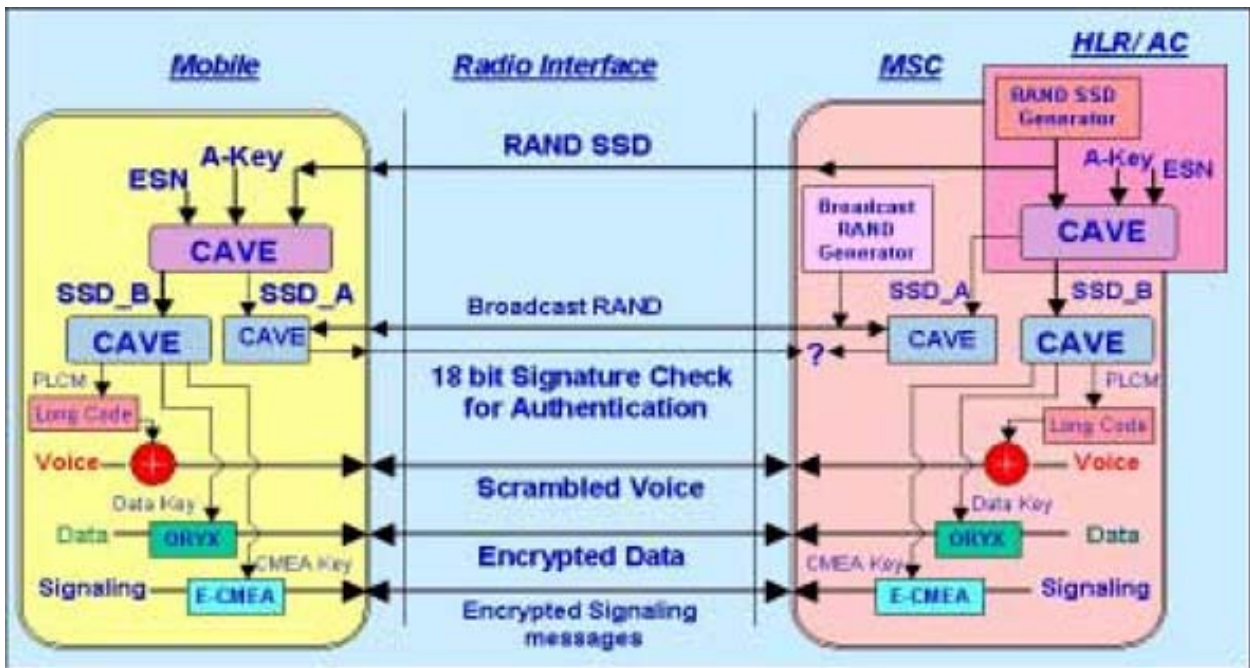 Mobile
Radio Interface
MSC
HLR/ AC
RAND SSD
Generator
RAND SSD
A-Key
ESN
A-Key
ESN
Broadcast
RAND
Generator
CAVE
CAVE
SSD_B
SSD_A
SSD_A
SSD_B
Broadcast RAND
CAVE
CAVE
CAVE
CAVE
?
PLCM
PLCM
18 bit Signature Check
for Authentication
Long Code
Long Code
Voice
+
+
Voice
Scrambled Voice
Data Key
Data Key
Data
ORYX
ORYX
Data
Encrypted Data
CMEA Key
CMEA Key
Signaling
E-CMEA
E-CMEA
Signaling
Encrypted Signaling
messages